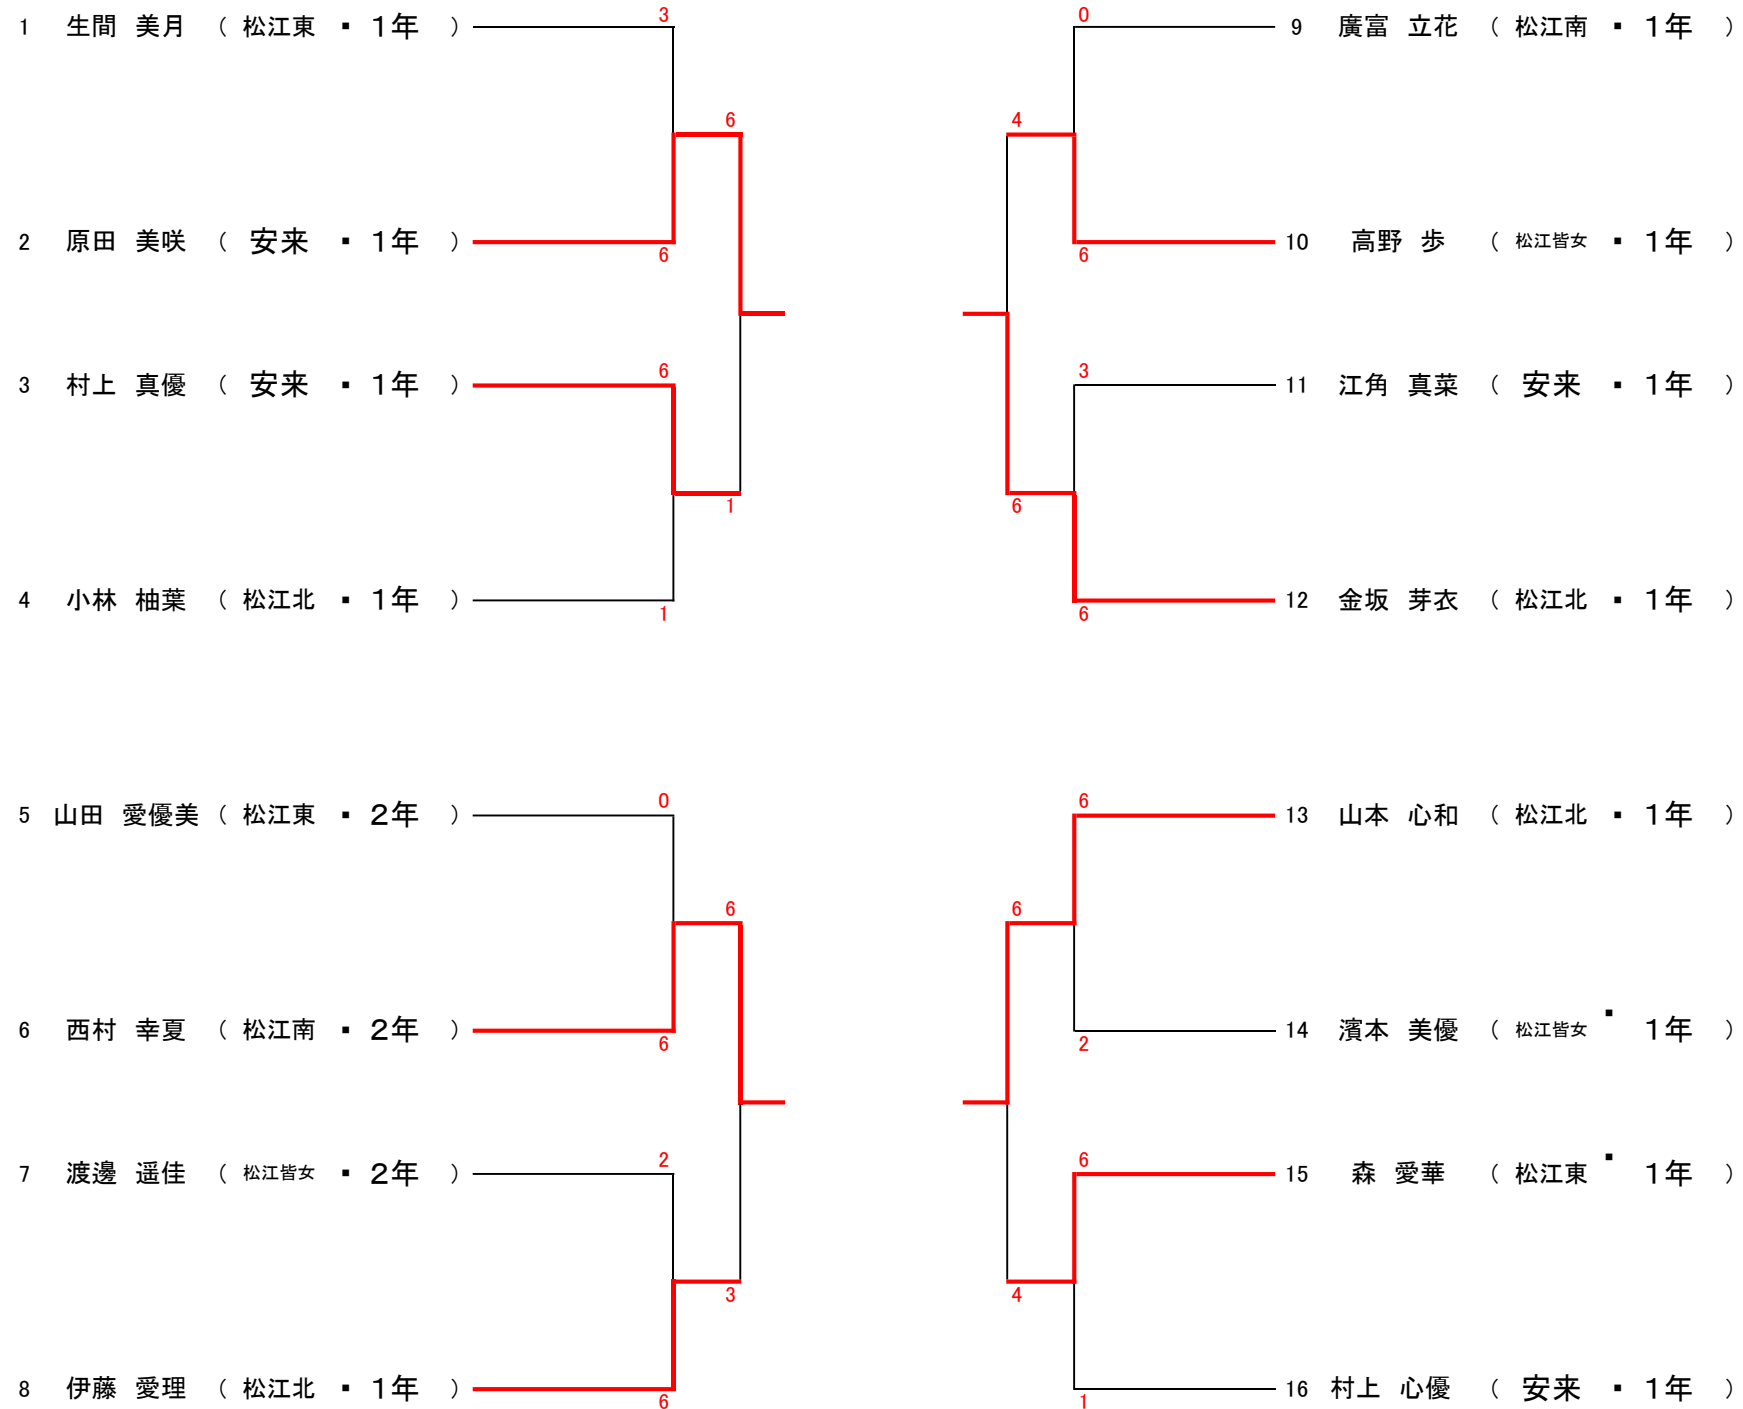 1 生間 美月 （ 松江東 ・ 1年 ） 3
0 9 廣富 立花 （ 松江南 ・ 1年 ）
6
4
2 原田 美咲 （ 安来 ・ 1年 ） 6
6 10 高野 歩 （ 松江皆女 ・ 1年 ）
3 村上 真優 （ 安来 ・ 1年 ） 6
3 11 江角 真菜 （ 安来 ・ 1年 ）
1
6
4 小林 柚葉 （ 松江北 ・ 1年 ） 1
6 12 金坂 芽衣 （ 松江北 ・ 1年 ）
5 山田 愛優美 （ 松江東 ・ 2年 ） 0
6 13 山本 心和 （ 松江北 ・ 1年 ）
6
6
6 西村 幸夏 （ 松江南 ・ 2年 ） 6
2 14 濱本 美優 （ 松江皆女 ・ 1年 ）
7 渡邊 遥佳 （ 松江皆女 ・ 2年 ） 2
6 15 森 愛華 （ 松江東 ・ 1年 ）
3
4
8 伊藤 愛理 （ 松江北 ・ 1年 ） 6
1 16 村上 心優 （ 安来 ・ 1年 ）